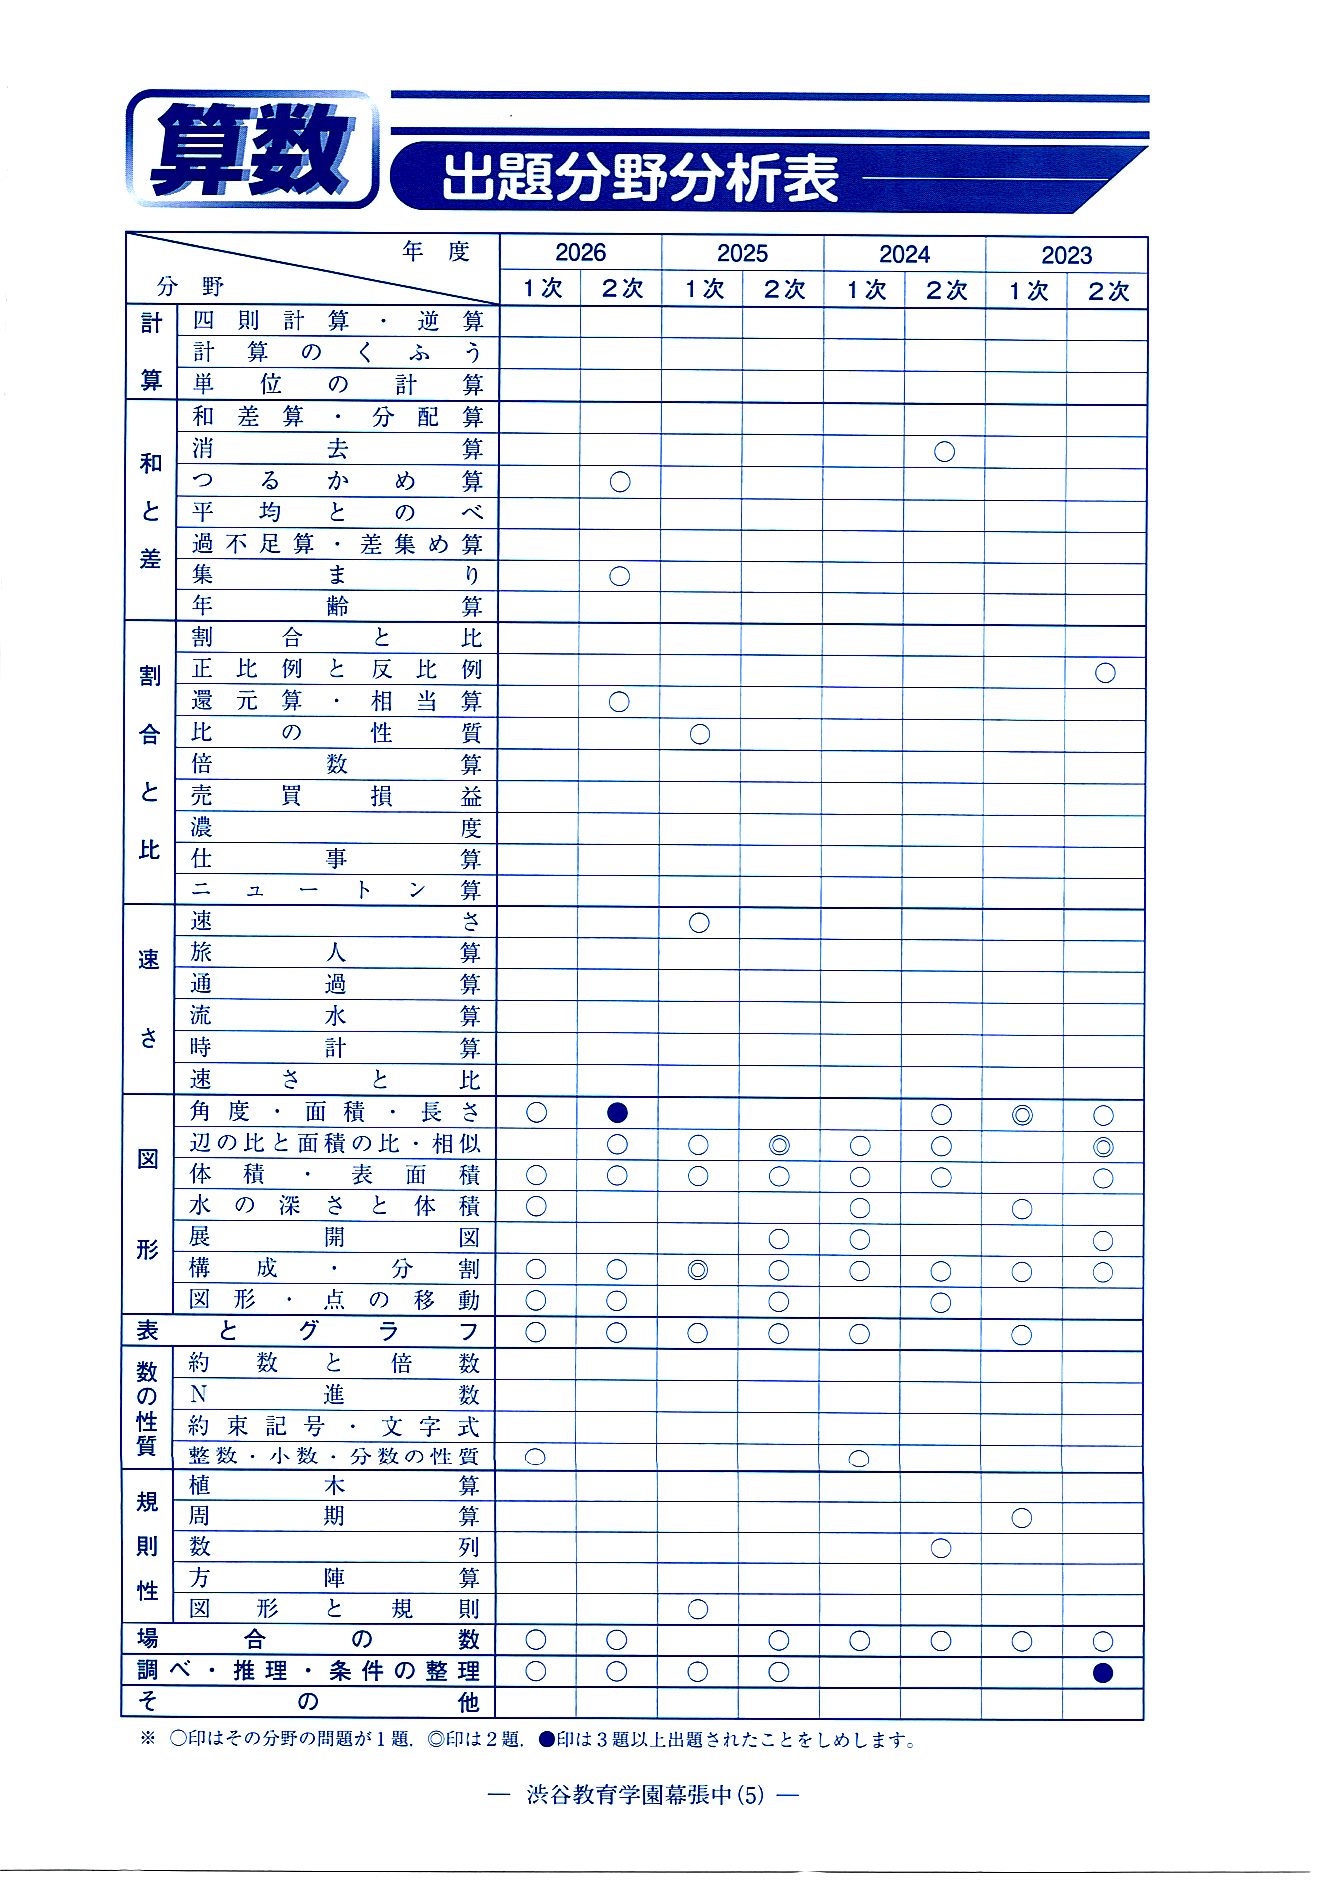 算数
出題分野分析表
年度 2026 2025 2024 2023
分野 1次 2次 1次 2次 1次 2次 1次 2次
計算
四則計算・逆算
計算のくふう
単位の計算
和と差
和差算・分配算
消去算 ○
つるかめ算 ○
平均とのべ
過不足算・差集め算
集まり ○
年齢算
割合と比
割合と比
正比例と反比例 ○
還元算・相当算 ○
比の性質 ○
倍数算
売買損益
濃度
仕事算
ニュートン算
速さ
速さ ○
旅人算
通過算
流水算
時計算
速さと比
図形
角度・面積・長さ ○ ● ○ ◎ ○
辺の比と面積の比・相似 ○ ○ ◎ ○ ○ ◎
体積・表面積 ○ ○ ○ ○ ○ ○ ○
水の深さと体積 ○ ○ ○
展開図 ○ ○ ○
構成・分割 ○ ○ ◎ ○ ○ ○ ○ ○
図形・点の移動 ○ ○ ○ ○
表とグラフ ○ ○ ○ ○ ○ ○
数の性質
約数と倍数
N進数
約束記号・文字式
整数・小数・分数の性質 ○ ○
規則性
植木算
周期算 ○
数列 ○
方陣算
図形と規則 ○
場合の数 ○ ○ ○ ○ ○ ○ ○
調べ・推理・条件の整理 ○ ○ ○ ○ ●
その他
※ ○印はその分野の問題が1題，◎印は2題，●印は3題以上出題されたことをしめします。
― 渋谷教育学園幕張中(5) ―